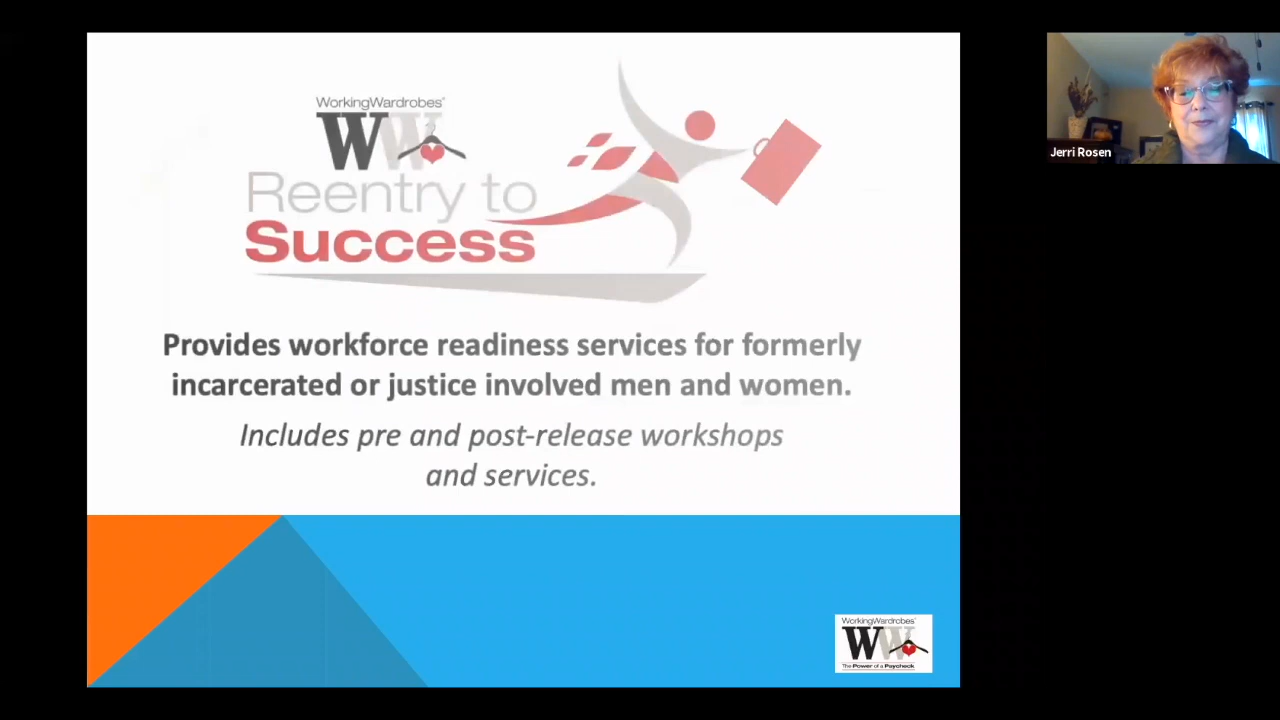 WorkingWardrobes®
WW
Reentry to
Success
Provides workforce readiness services for formerly
incarcerated or justice involved men and women.
Includes pre and post-release workshops
and services.
WorkingWardrobes®
WW
The Power of a Paycheck
Jerri Rosen